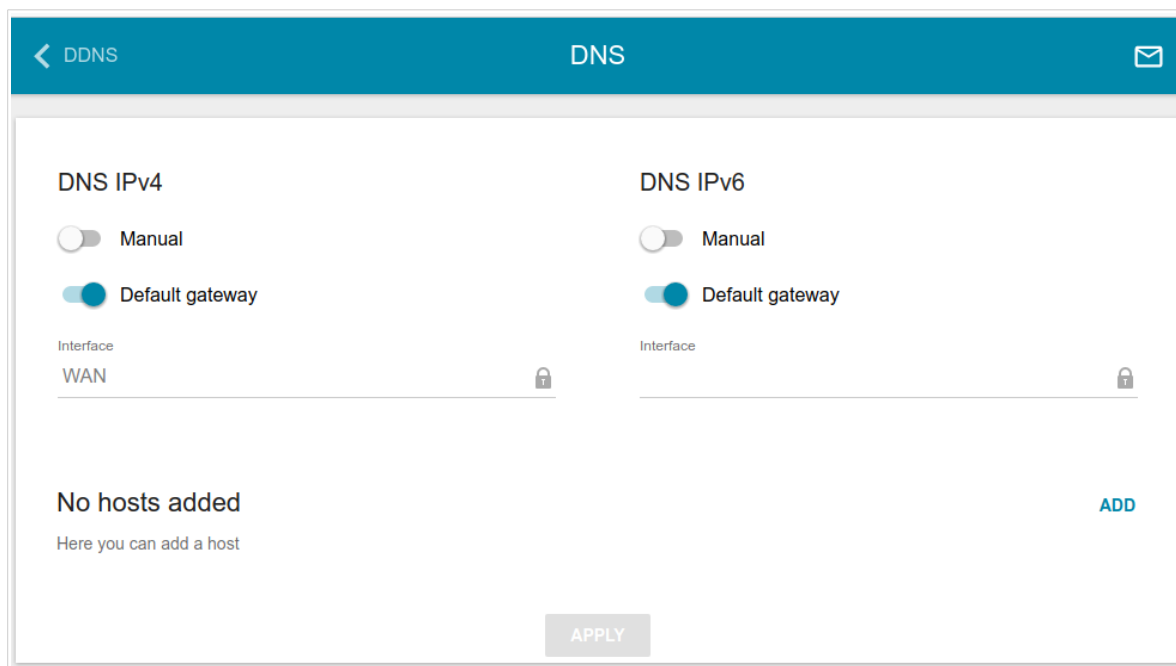 DDNS
DNS
DNS IPv4
Manual
Default gateway
Interface
WAN
DNS IPv6
Manual
Default gateway
Interface
No hosts added
ADD
Here you can add a host
APPLY